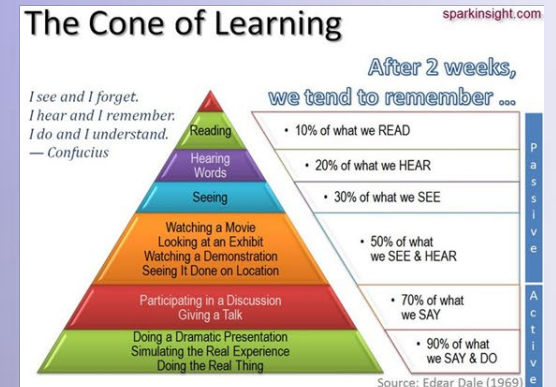 sparkinsight.com
The Cone of Learning
I see and I forget.
I hear and I remember.
I do and I understand.
— Confucius
After 2 weeks,
we tend to remember ...
Reading
• 10% of what we READ
Hearing
Words
• 20% of what we HEAR
Seeing
• 30% of what we SEE
Watching a Movie
Looking at an Exhibit
Watching a Demonstration
Seeing It Done on Location
• 50% of what
we SEE & HEAR
Participating in a Discussion
Giving a Talk
• 70% of what
we SAY
Doing a Dramatic Presentation
Simulating the Real Experience
Doing the Real Thing
• 90% of what
we SAY & DO
Passive
Active
Source: Edgar Dale (1969)